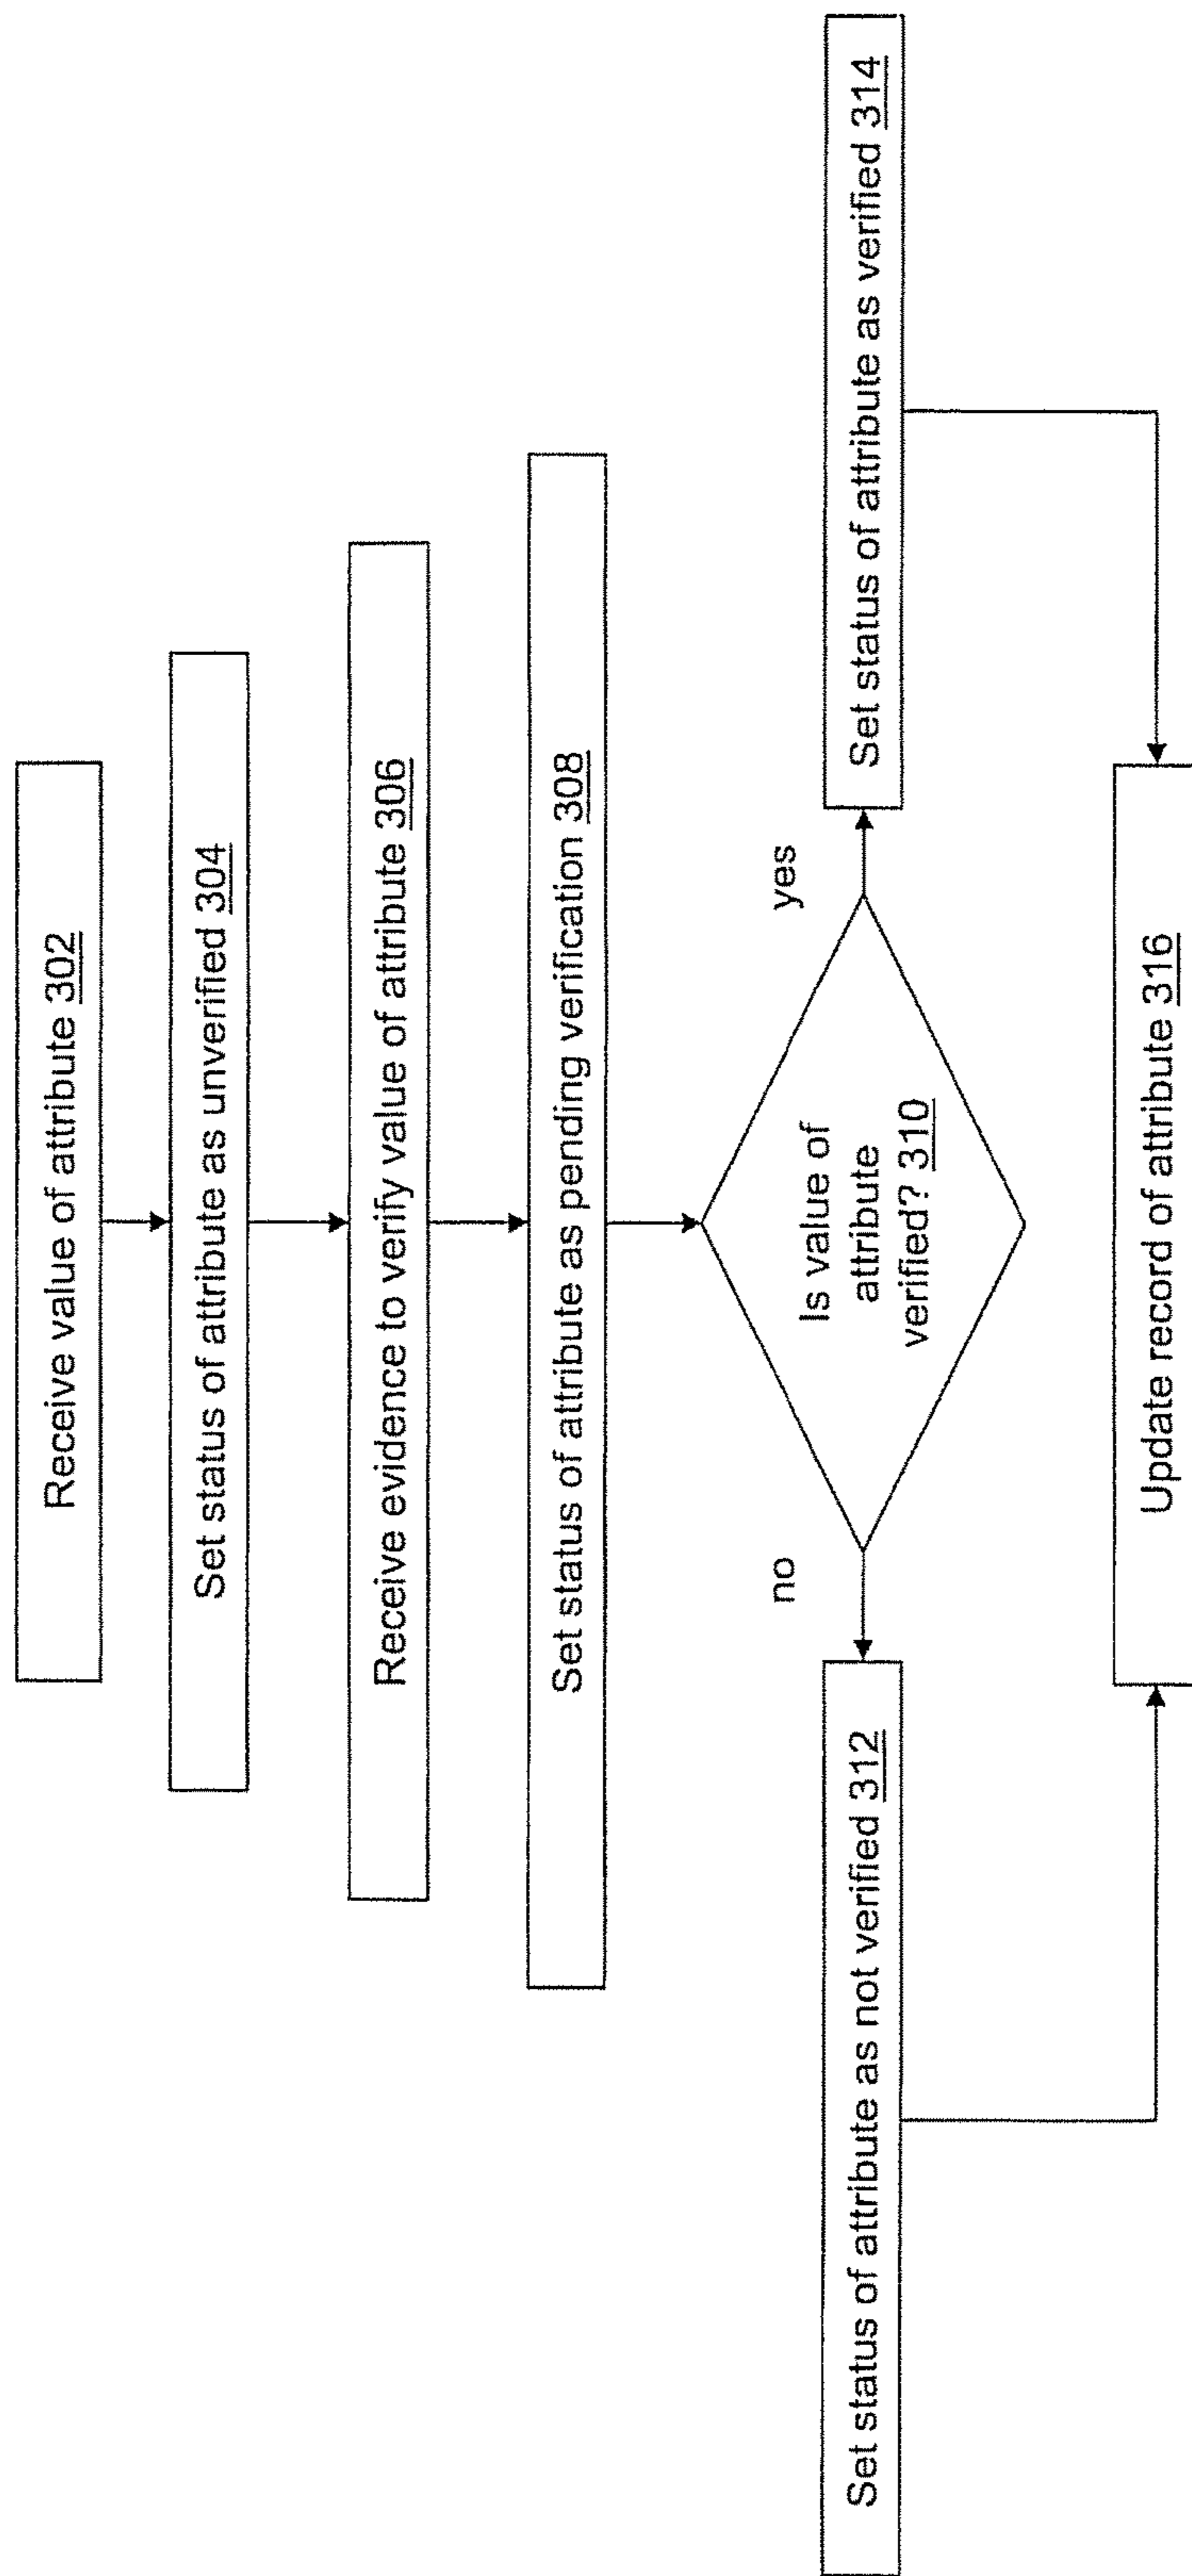 Receive value of attribute 302
Set status of attribute as unverified 304
Receive evidence to verify value of attribute 306
Set status of attribute as pending verification 308
Is value of
attribute
verified? 310
no
yes
Set status of attribute as not verified 312
Set status of attribute as verified 314
Update record of attribute 316